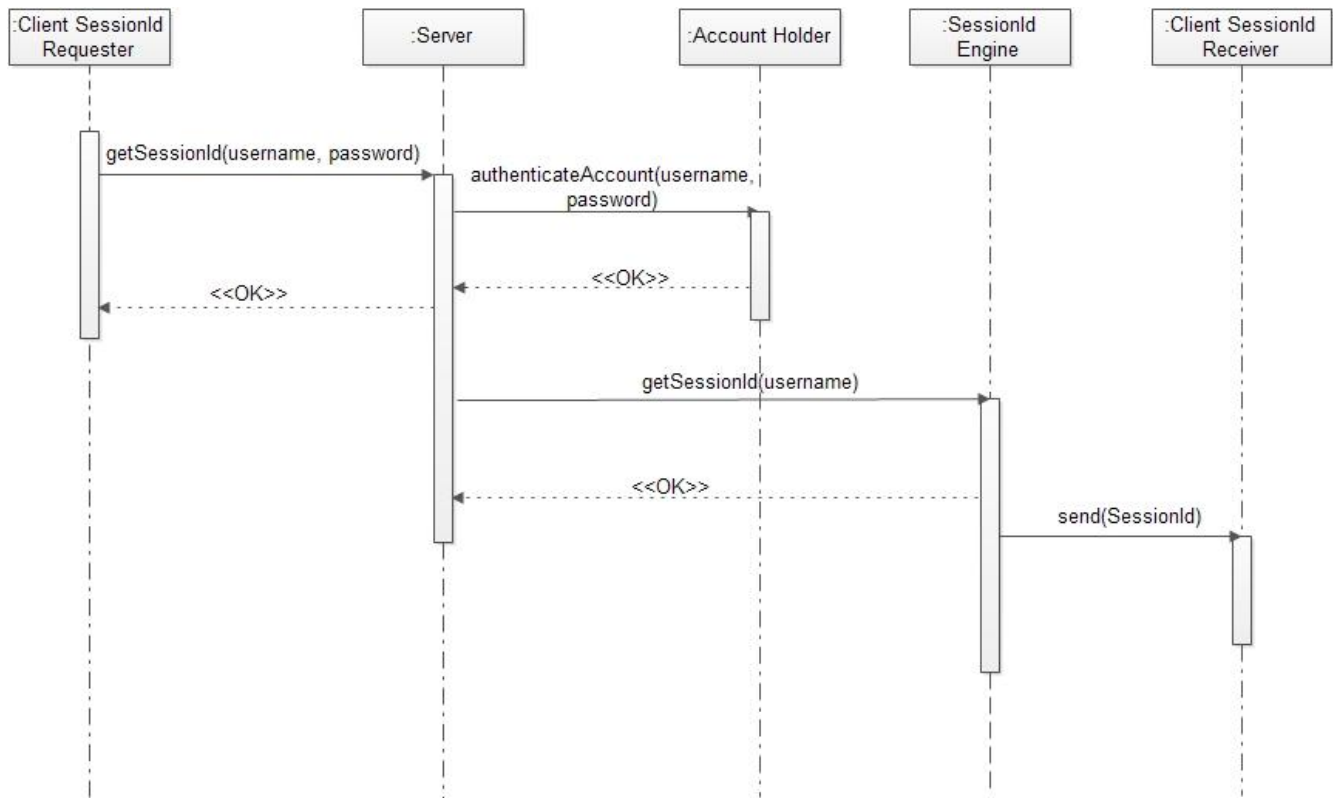 :Client SessionId
Requester
:Server
:Account Holder
:SessionId
Engine
:Client SessionId
Receiver
getSessionId(username, password)
authenticateAccount(username,
password)
<<OK>>
<<OK>>
getSessionId(username)
<<OK>>
send(SessionId)